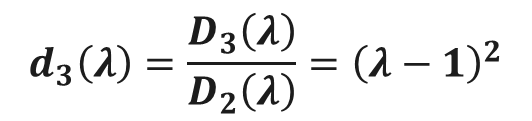 d₃(λ) = D₃(λ) / D₂(λ) = (λ − 1)²